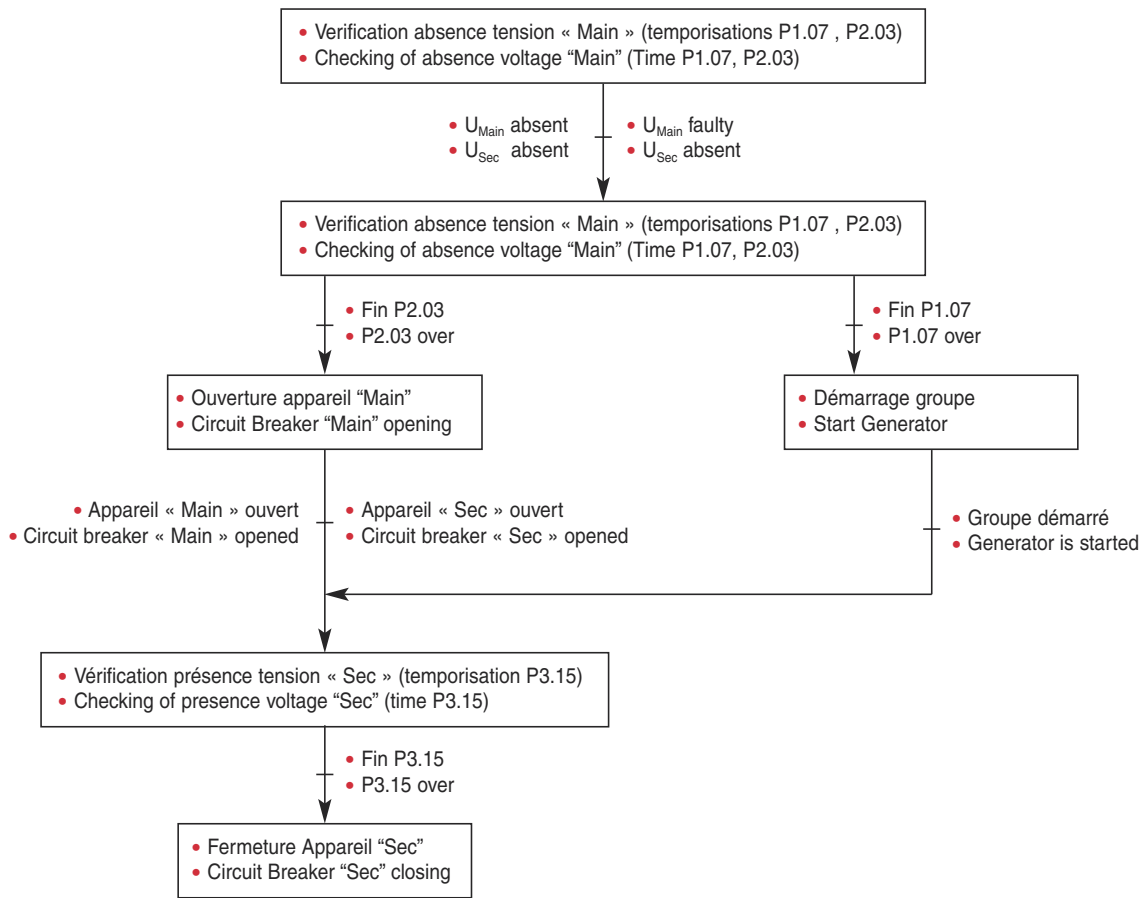 • Verification absence tension « Main » (temporisations P1.07 , P2.03)
• Checking of absence voltage “Main” (Time P1.07, P2.03)
• UMain absent
• USec absent
• UMain faulty
• USec absent
• Verification absence tension « Main » (temporisations P1.07 , P2.03)
• Checking of absence voltage “Main” (Time P1.07, P2.03)
• Fin P2.03
• P2.03 over
• Fin P1.07
• P1.07 over
• Ouverture appareil “Main”
• Circuit Breaker “Main” opening
• Démarrage groupe
• Start Generator
• Appareil « Main » ouvert
• Circuit breaker « Main » opened
• Appareil « Sec » ouvert
• Circuit breaker « Sec » opened
• Groupe démarré
• Generator is started
• Vérification présence tension « Sec » (temporisation P3.15)
• Checking of presence voltage “Sec” (time P3.15)
• Fin P3.15
• P3.15 over
• Fermeture Appareil “Sec”
• Circuit Breaker “Sec” closing